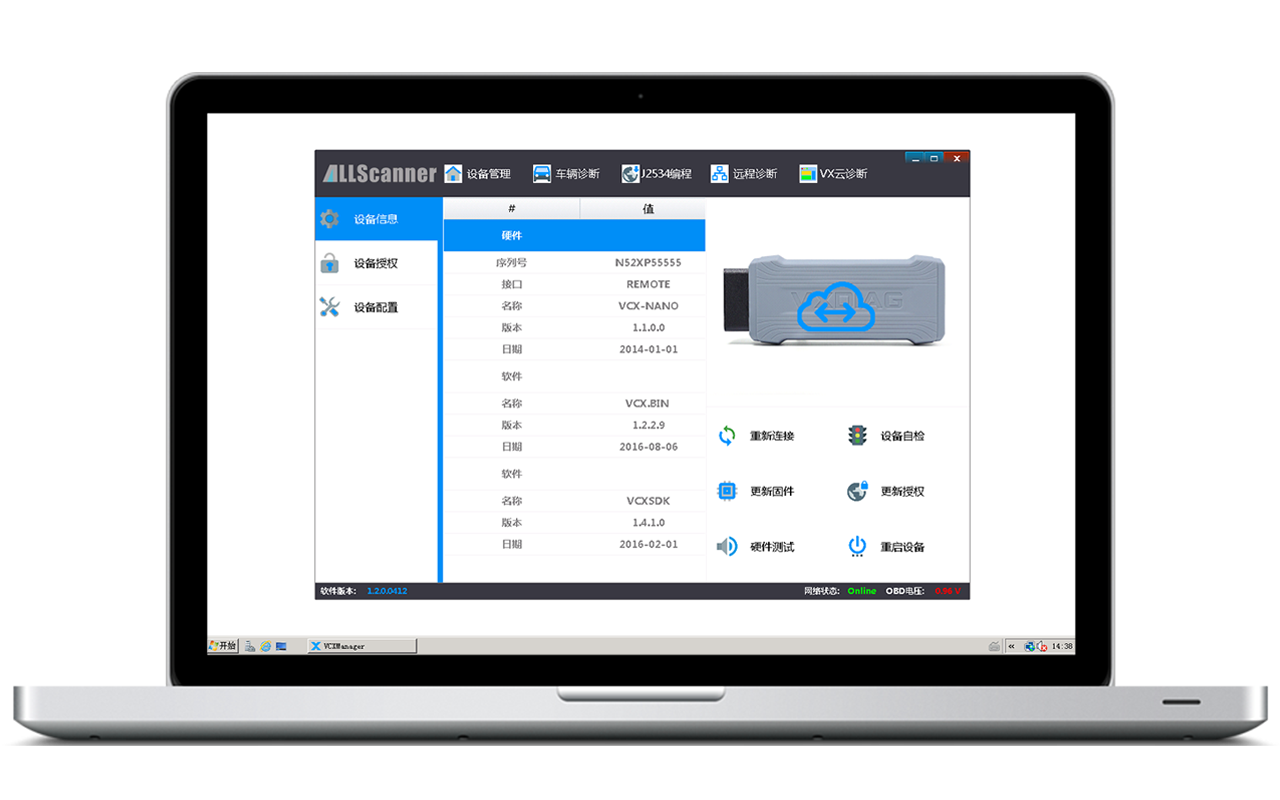 ALLScanner 设备管理 车辆诊断 J2534编程 远程诊断 VX云诊断
设备信息
设备授权
设备配置
# 值
硬件
序列号 N52XP55555
接口 REMOTE
名称 VCX-NANO
版本 1.1.0.0
日期 2014-01-01
软件
名称 VCX.BIN
版本 1.2.2.9
日期 2016-08-06
软件
名称 VCXSDK
版本 1.4.1.0
日期 2016-02-01
VXDIAG
重新连接 设备自检
更新固件 更新授权
硬件测试 重启设备
软件版本: 1.2.0.0412 网络状态: Online OBD电压: 0.96 V
开始 VCXManager « 14:38